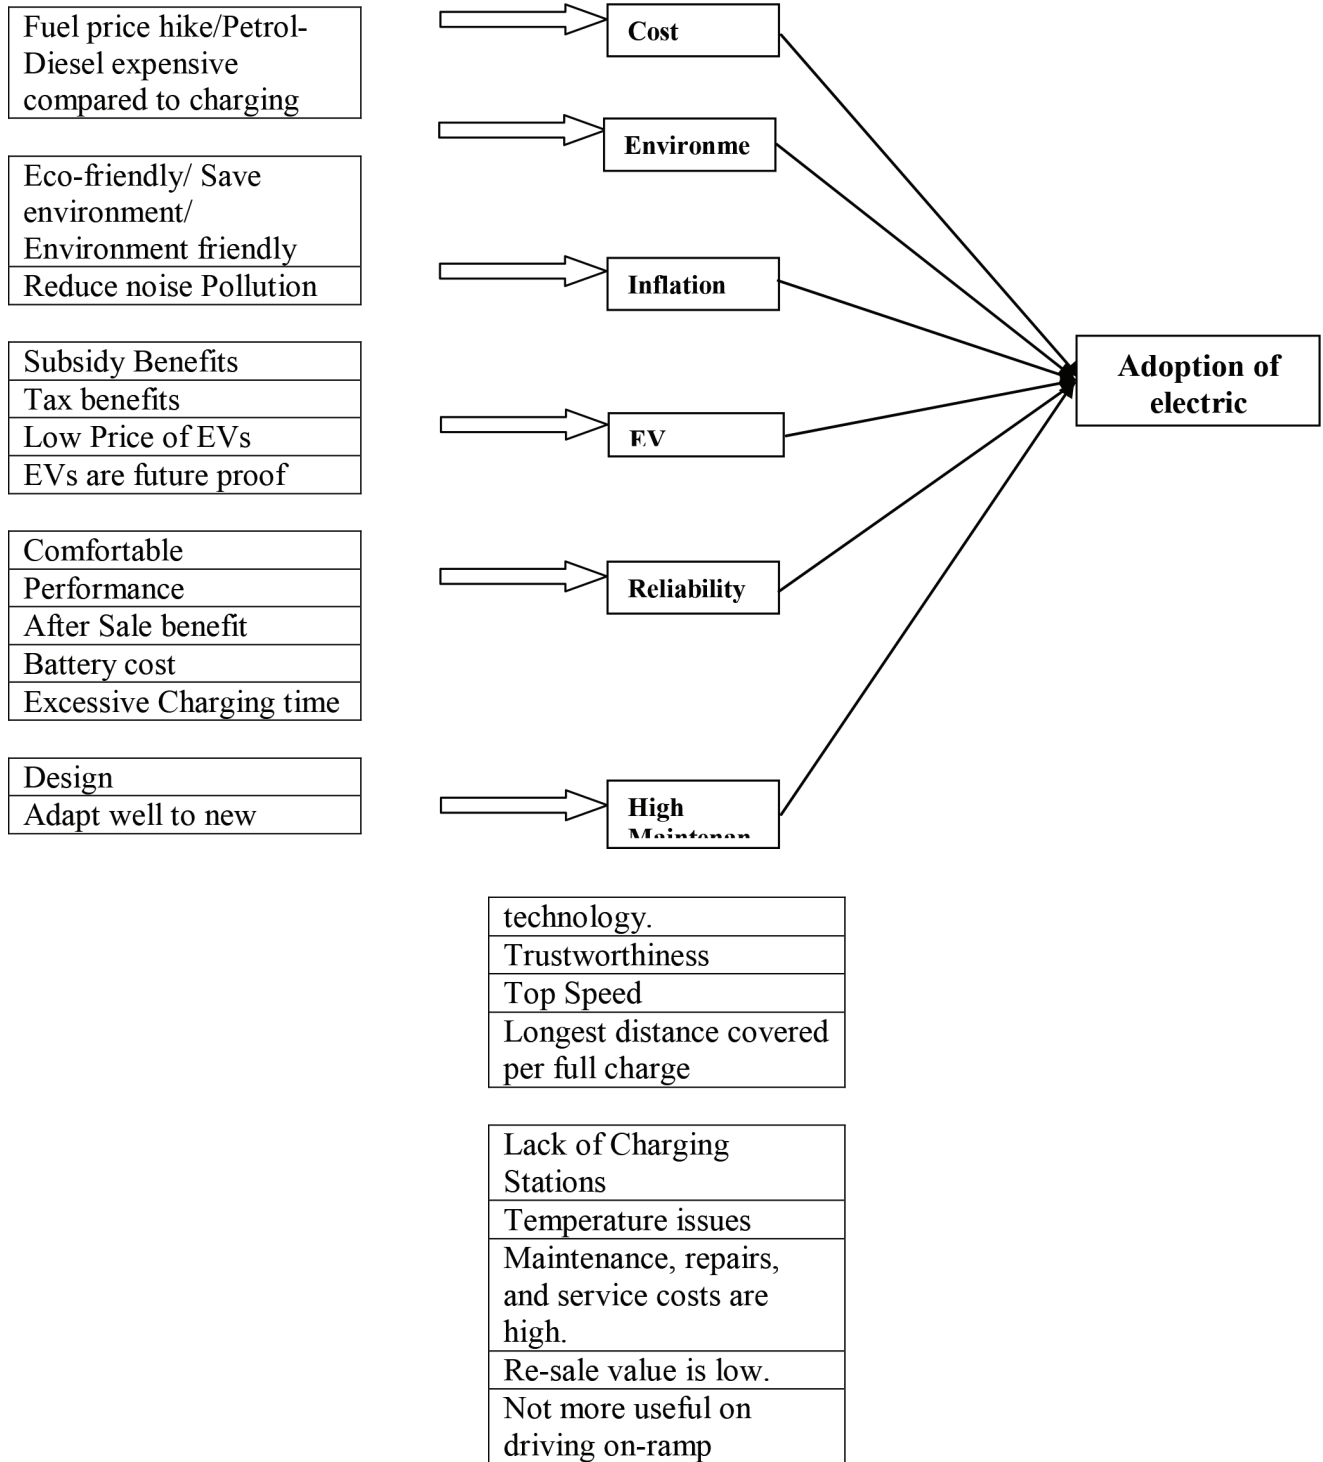 Fuel price hike/Petrol-
Diesel expensive
compared to charging
Eco-friendly/ Save
environment/
Environment friendly
Reduce noise Pollution
Subsidy Benefits
Tax benefits
Low Price of EVs
EVs are future proof
Comfortable
Performance
After Sale benefit
Battery cost
Excessive Charging time
Design
Adapt well to new
Cost
Environme
Inflation
EV
Reliability
High
Maintenan
Adoption of
electric
technology.
Trustworthiness
Top Speed
Longest distance covered
per full charge
Lack of Charging
Stations
Temperature issues
Maintenance, repairs,
and service costs are
high.
Re-sale value is low.
Not more useful on
driving on-ramp